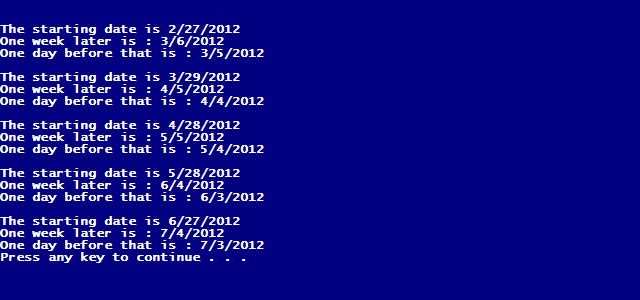 The starting date is 2/27/2012
One week later is : 3/6/2012
One day before that is : 3/5/2012
The starting date is 3/29/2012
One week later is : 4/5/2012
One day before that is : 4/4/2012
The starting date is 4/28/2012
One week later is : 5/5/2012
One day before that is : 5/4/2012
The starting date is 5/28/2012
One week later is : 6/4/2012
One day before that is : 6/3/2012
The starting date is 6/27/2012
One week later is : 7/4/2012
One day before that is : 7/3/2012
Press any key to continue . . .